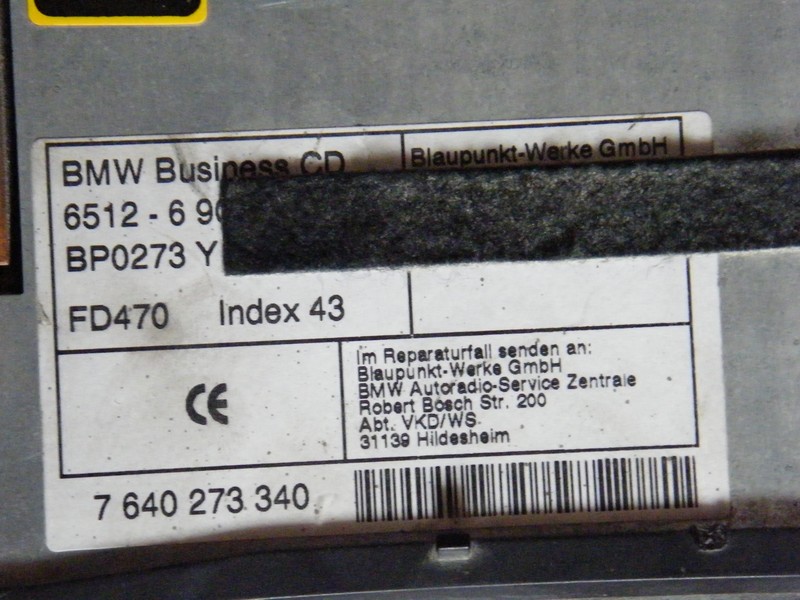 BMW Business CD
Blaupunkt-Werke GmbH
6512 - 6 90
BP0273 Y
FD470 Index 43
CE
Im Reparaturfall senden an:
Blaupunkt-Werke GmbH
BMW Autoradio-Service Zentrale
Robert Bosch Str. 200
Abt. VKD/WS
31139 Hildesheim
7 640 273 340